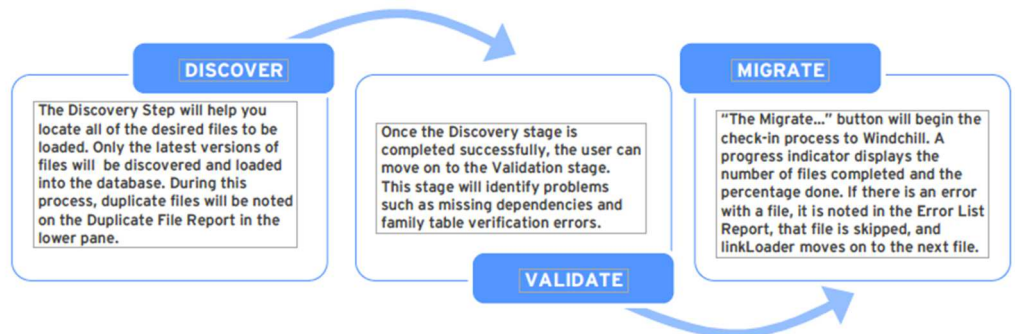 DISCOVER
The Discovery Step will help you
locate all of the desired files to be
loaded. Only the latest versions of
files will be discovered and loaded
into the database. During this
process, duplicate files will be noted
on the Duplicate File Report in the
lower pane.
Once the Discovery stage is
completed successfully, the user can
move on to the Validation stage.
This stage will identify problems
such as missing dependencies and
family table verification errors.
VALIDATE
MIGRATE
“The Migrate...” button will begin the
check-in process to Windchill. A
progress indicator displays the
number of files completed and the
percentage done. If there is an error
with a file, it is noted in the Error List
Report, that file is skipped, and
linkLoader moves on to the next file.